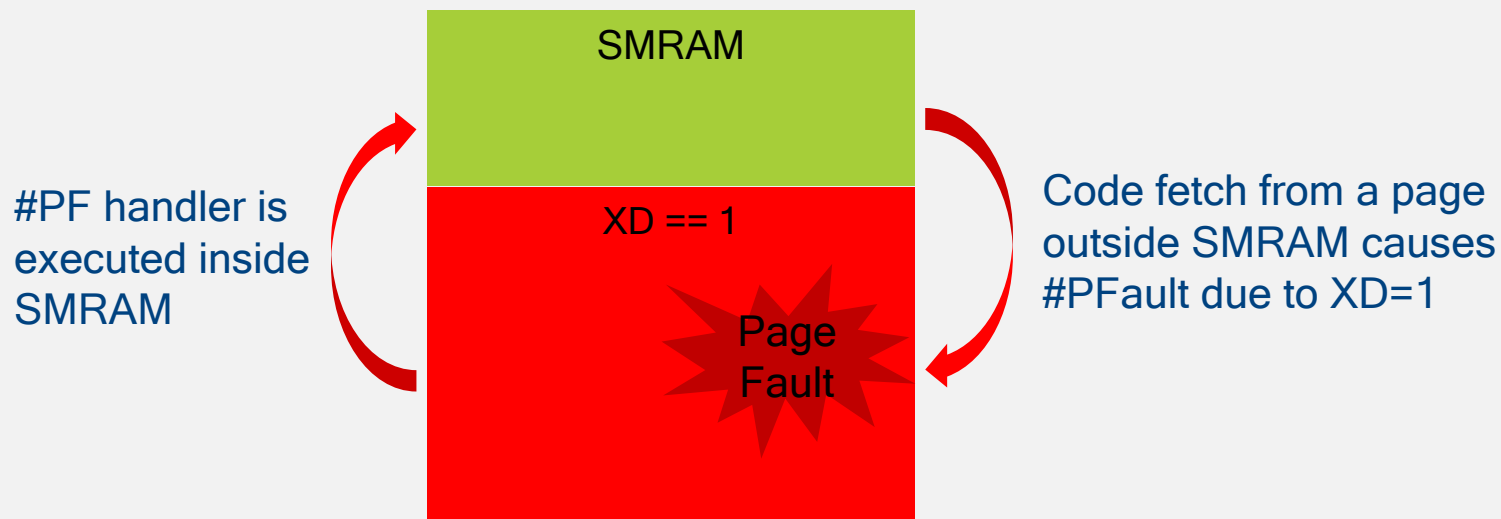 SMRAM
#PF handler is
executed inside
SMRAM
XD == 1
Page
Fault
Code fetch from a page
outside SMRAM causes
#PFault due to XD=1